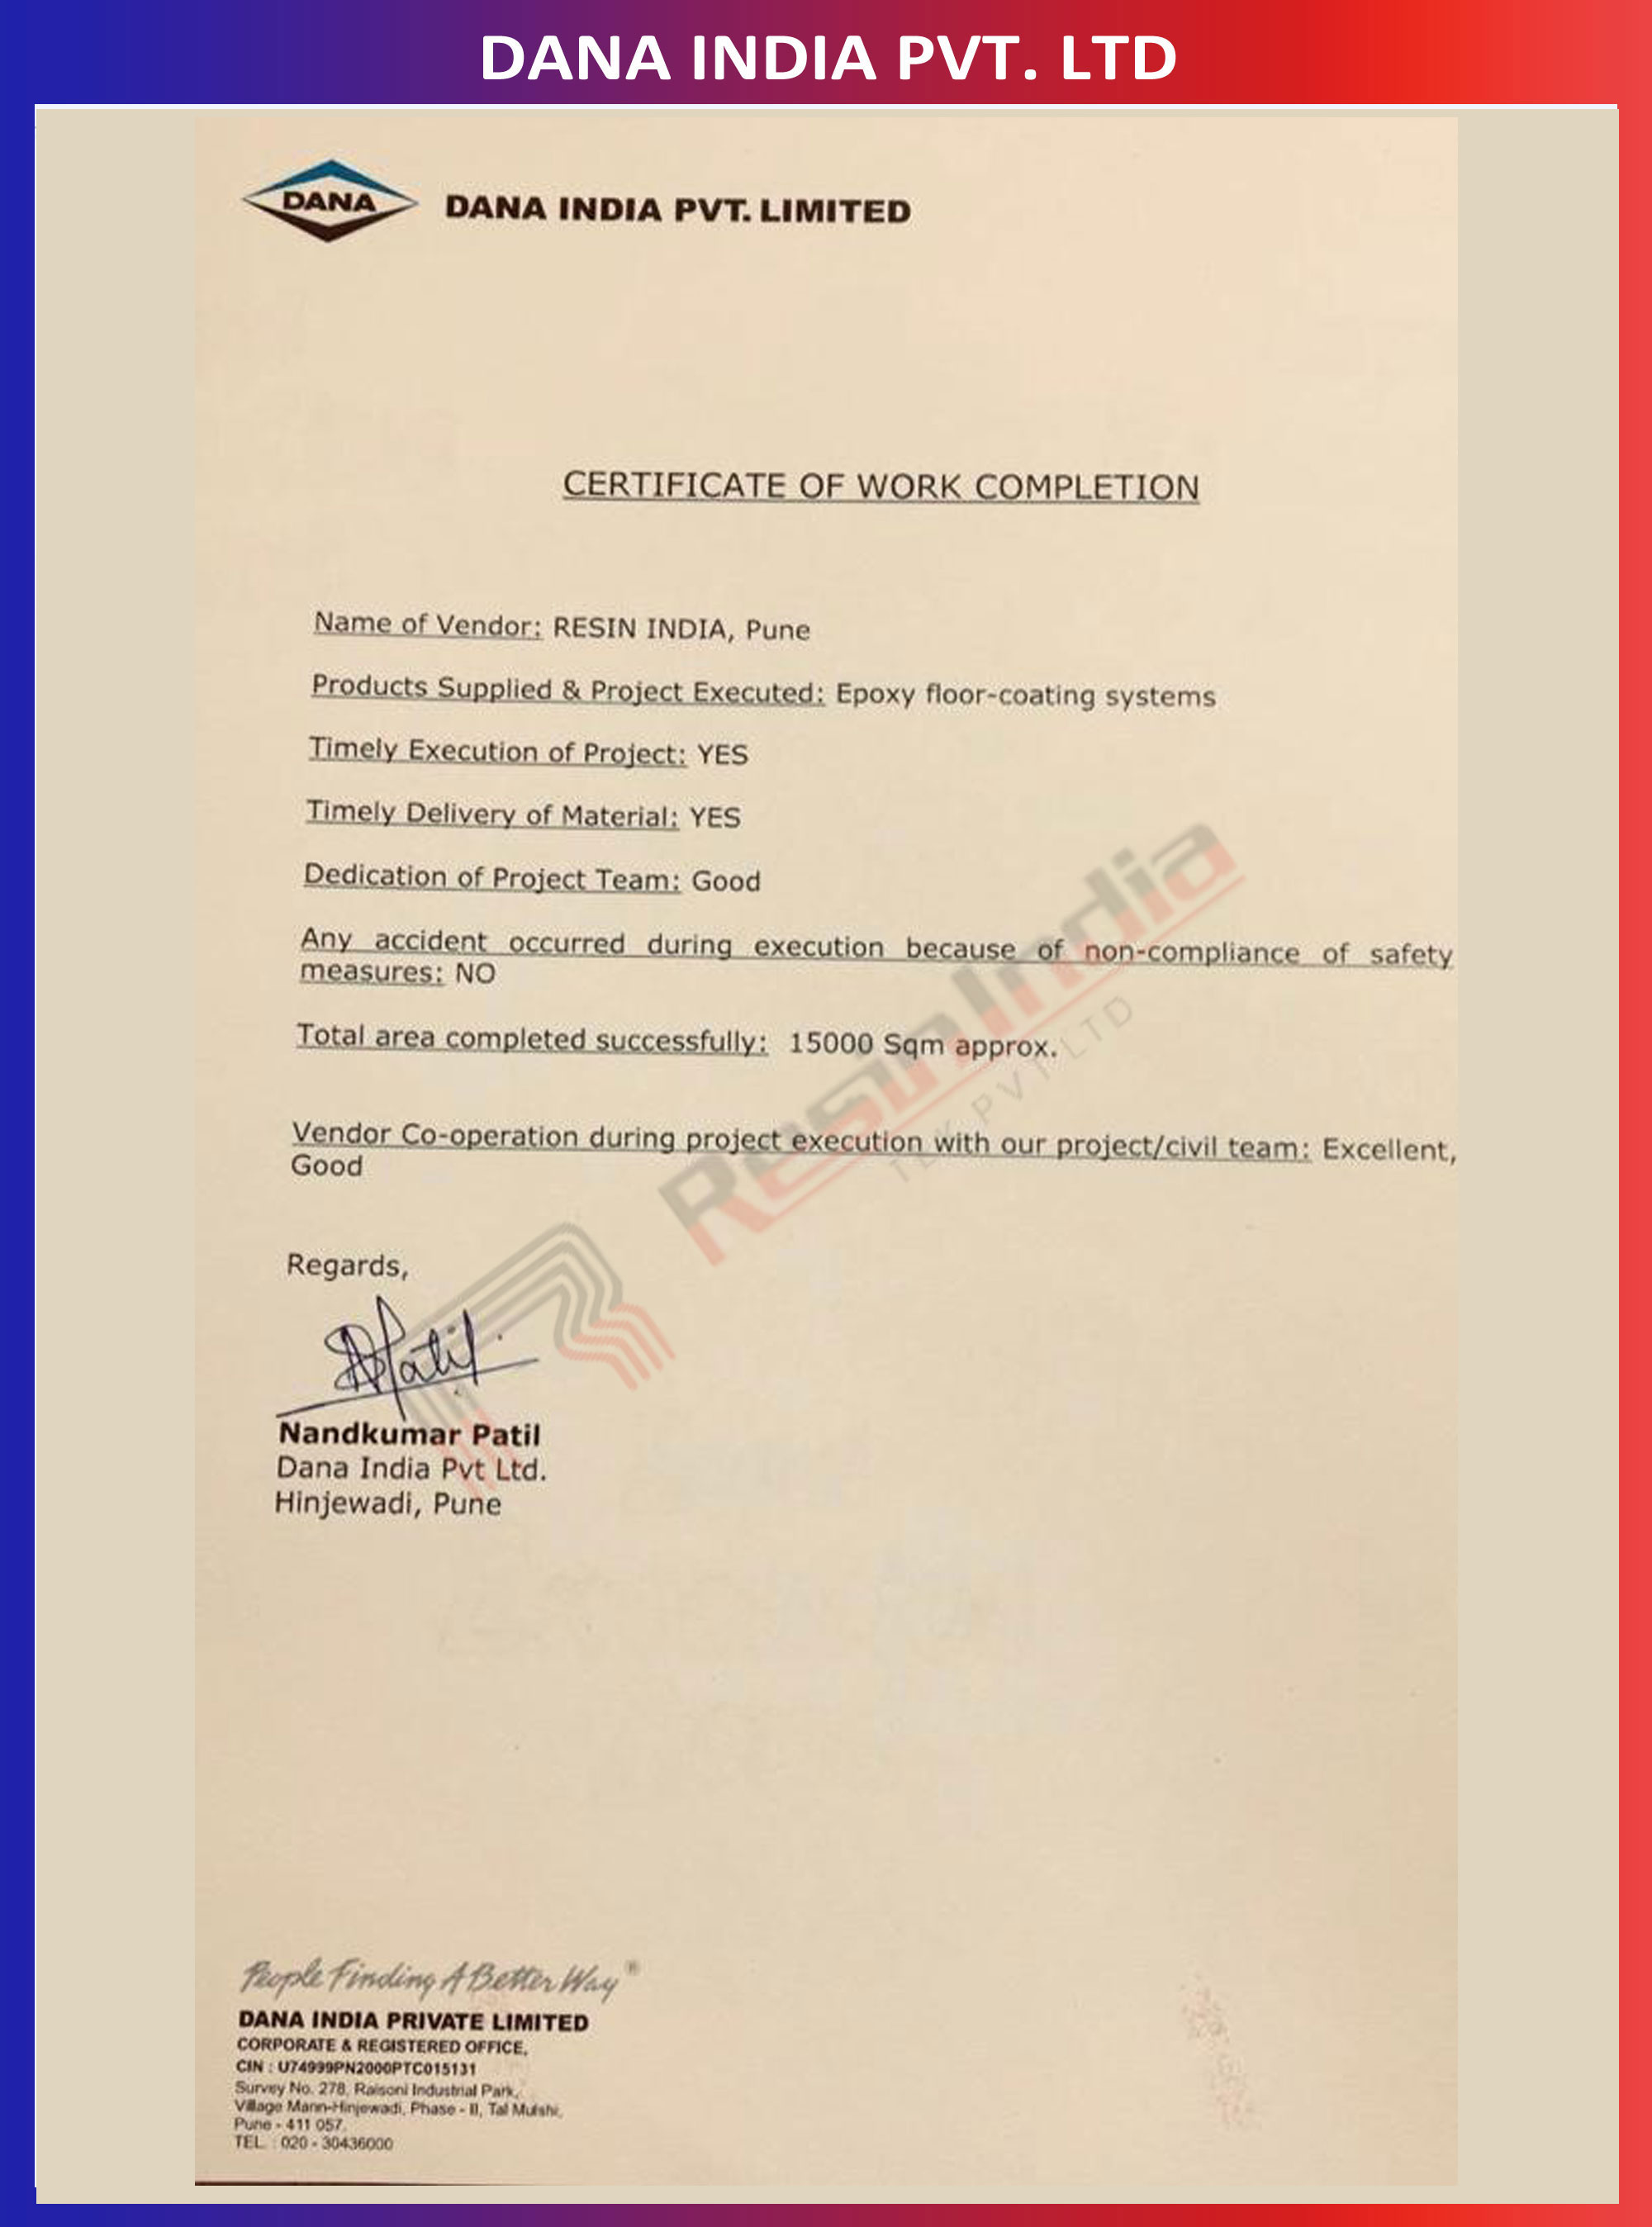 DANA INDIA PVT. LTD
DANA
DANA INDIA PVT. LIMITED
CERTIFICATE OF WORK COMPLETION
Name of Vendor: RESIN INDIA, Pune
Products Supplied & Project Executed: Epoxy floor-coating systems
Timely Execution of Project: YES
Timely Delivery of Material: YES
Dedication of Project Team: Good
Any accident occurred during execution because of non-compliance of safety
measures: NO
Total area completed successfully: 15000 Sqm approx.
Vendor Co-operation during project execution with our project/civil team: Excellent,
Good
Resin India
PVT LTD
Regards,
Patil
Nandkumar Patil
Dana India Pvt Ltd.
Hinjewadi, Pune
People Finding A Better Way ®
DANA INDIA PRIVATE LIMITED
CORPORATE & REGISTERED OFFICE,
CIN : U74999PN2000PTC015131
Survey No. 278, Raisoni Industrial Park,
Village Mann-Hinjewadi, Phase - II, Tal Mulshi,
Pune - 411 057.
TEL. : 020 - 30436000